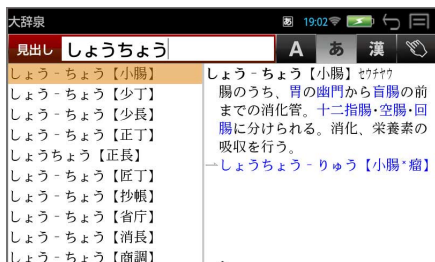 大辞泉
あ 19:02
見出し しょうちょう A あ 漢
しょう‐ちょう【小腸】
しょう‐ちょう【少丁】
しょう‐ちょう【少長】
しょう‐ちょう【正丁】
しょうちょう【正長】
しょう‐ちょう【匠丁】
しょう‐ちょう【抄帳】
しょう‐ちょう【省庁】
しょう‐ちょう【消長】
しょう‐ちょう【商調】
しょう‐ちょう【小腸】セウチヤウ
腸のうち、胃の幽門から盲腸の前
までの消化管。十二指腸・空腸・回
腸に分けられる。消化、栄養素の
吸収を行う。
→しょうちょう‐りゅう【小腸×瘤】